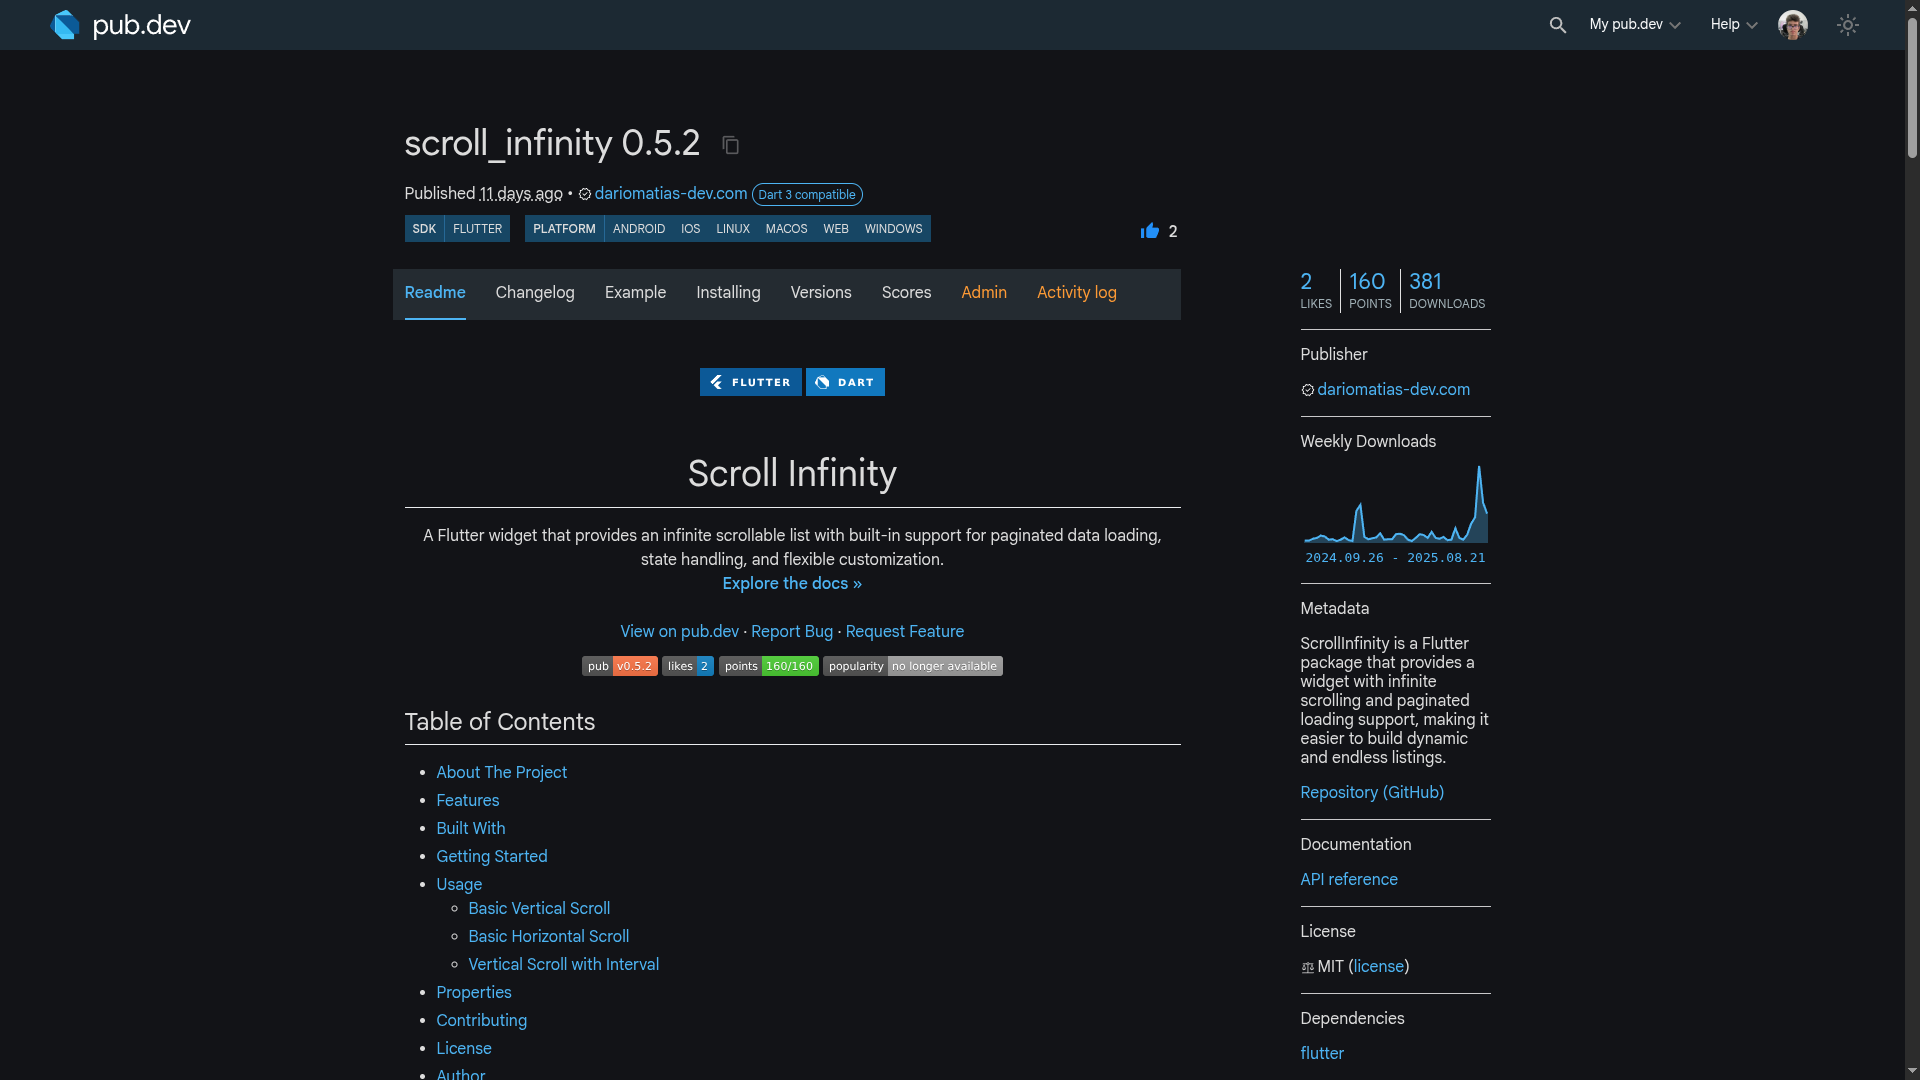 pub.dev
My pub.dev
Help
scroll_infinity 0.5.2
Published 11 days ago • dariomatias-dev.com Dart 3 compatible
SDK FLUTTER PLATFORM ANDROID IOS LINUX MACOS WEB WINDOWS
2
Readme Changelog Example Installing Versions Scores Admin Activity log
FLUTTER DART
Scroll Infinity
A Flutter widget that provides an infinite scrollable list with built-in support for paginated data loading,
state handling, and flexible customization.
Explore the docs »
View on pub.dev · Report Bug · Request Feature
pub v0.5.2 likes 2 points 160/160 popularity no longer available
Table of Contents
• About The Project
• Features
• Built With
• Getting Started
• Usage
◦ Basic Vertical Scroll
◦ Basic Horizontal Scroll
◦ Vertical Scroll with Interval
• Properties
• Contributing
• License
• Author
2 160 381
LIKES POINTS DOWNLOADS
Publisher
dariomatias-dev.com
Weekly Downloads
2024.09.26 - 2025.08.21
Metadata
ScrollInfinity is a Flutter
package that provides a
widget with infinite
scrolling and paginated
loading support, making it
easier to build dynamic
and endless listings.
Repository (GitHub)
Documentation
API reference
License
MIT (license)
Dependencies
flutter